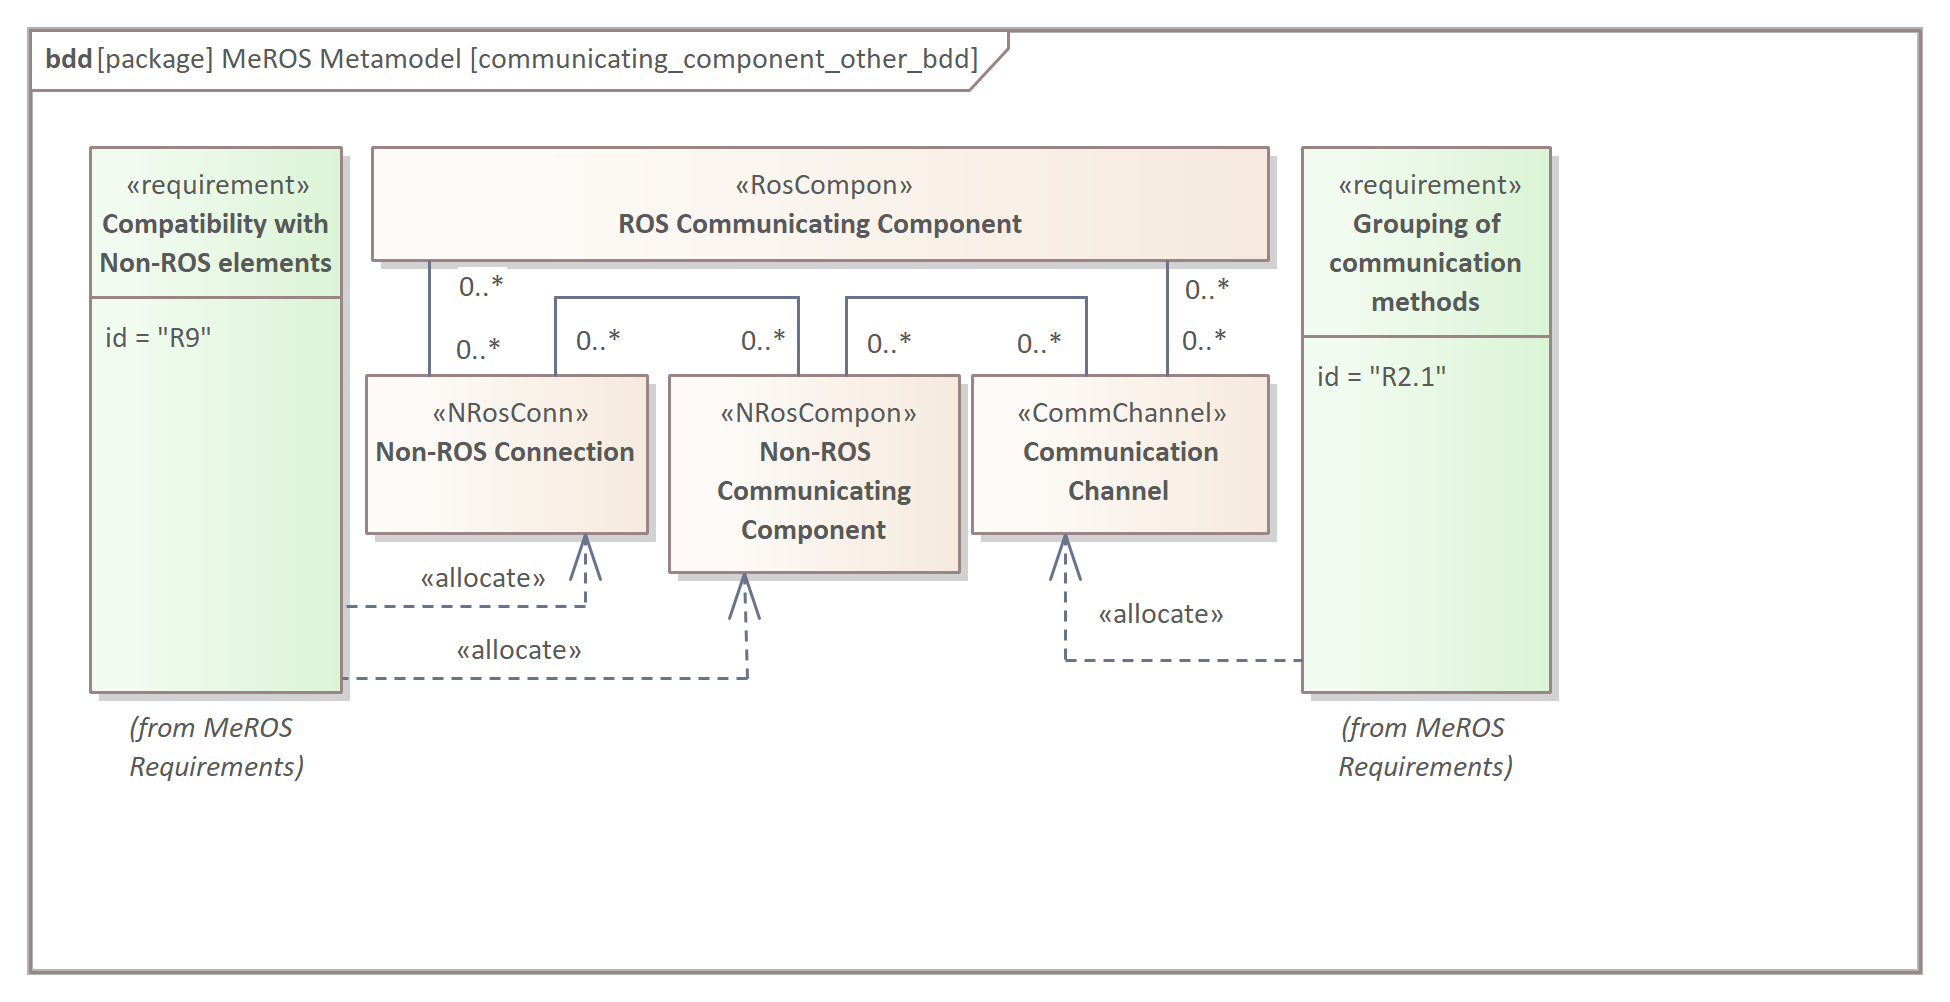 bdd [package] MeROS Metamodel [communicating_component_other_bdd]
«requirement»
Compatibility with
Non-ROS elements
id = "R9"
(from MeROS
Requirements)
«RosCompon»
ROS Communicating Component
0..*
0..*
0..*
0..*
0..*
0..*
0..*
0..*
«NRosConn»
Non-ROS Connection
«NRosCompon»
Non-ROS
Communicating
Component
«CommChannel»
Communication
Channel
«allocate»
«allocate»
«allocate»
«requirement»
Grouping of
communication
methods
id = "R2.1"
(from MeROS
Requirements)